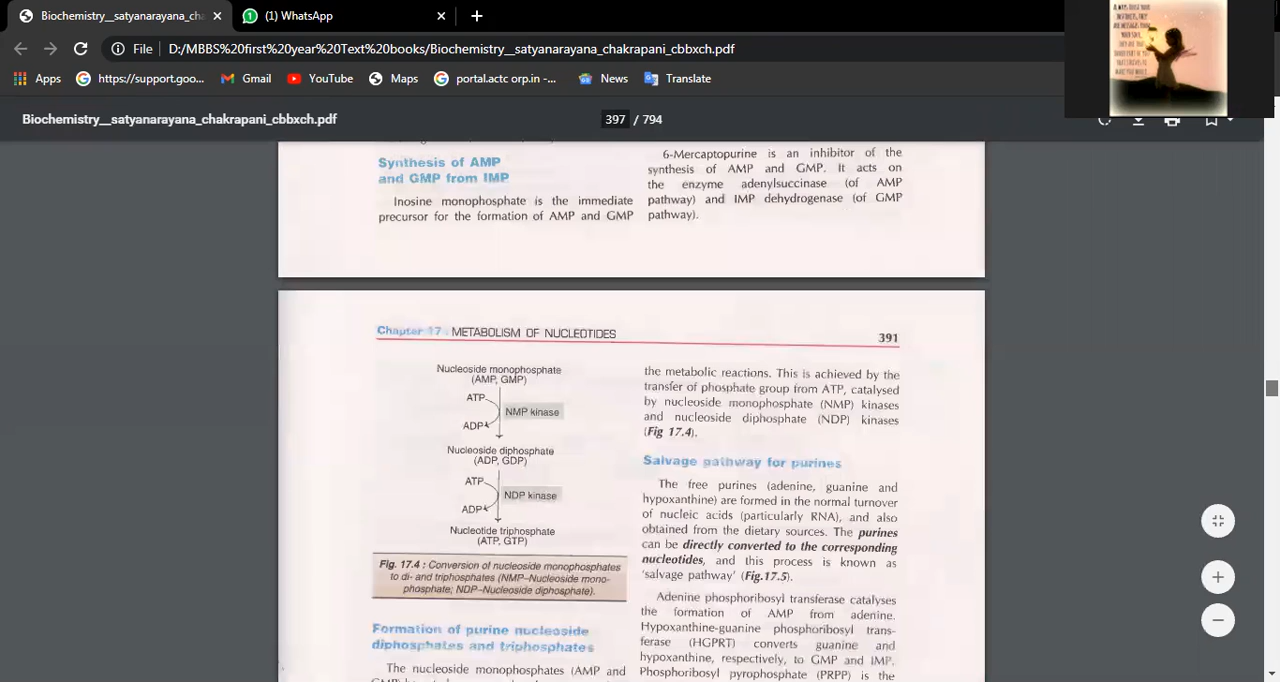 Biochemistry__satyanarayana_cha
(1) WhatsApp
File
D:/MBBS%20first%20year%20Text%20books/Biochemistry__satyanarayana_chakrapani_cbbxch.pdf
Apps
https://support.goo...
Gmail
YouTube
Maps
portal.actc orp.in -...
News
Translate
Biochemistry__satyanarayana_chakrapani_cbbxch.pdf
397 / 794
Synthesis of AMP
and GMP from IMP
Inosine monophosphate is the immediate
precursor for the formation of AMP and GMP
6-Mercaptopurine is an inhibitor of the
synthesis of AMP and GMP. It acts on
the enzyme adenylsuccinase (of AMP
pathway) and IMP dehydrogenase (of GMP
pathway).
Chapter 17 : METABOLISM OF NUCLEOTIDES
391
Nucleoside monophosphate
(AMP, GMP)
ATP
NMP kinase
ADP
Nucleoside diphosphate
(ADP, GDP)
ATP
NDP kinase
ADP
Nucleotide triphosphate
(ATP, GTP)
Fig. 17.4 : Conversion of nucleoside monophosphates
to di- and triphosphates (NMP–Nucleoside mono-
phosphate; NDP–Nucleoside diphosphate).
Formation of purine nucleoside
diphosphates and triphosphates
The nucleoside monophosphates (AMP and
the metabolic reactions. This is achieved by the
transfer of phosphate group from ATP, catalysed
by nucleoside monophosphate (NMP) kinases
and nucleoside diphosphate (NDP) kinases
(Fig 17.4).
Salvage pathway for purines
The free purines (adenine, guanine and
hypoxanthine) are formed in the normal turnover
of nucleic acids (particularly RNA), and also
obtained from the dietary sources. The purines
can be directly converted to the corresponding
nucleotides, and this process is known as
'salvage pathway' (Fig.17.5).
Adenine phosphoribosyl transferase catalyses
the formation of AMP from adenine.
Hypoxanthine-guanine phosphoribosyl trans-
ferase (HGPRT) converts guanine and
hypoxanthine, respectively, to GMP and IMP.
Phosphoribosyl pyrophosphate (PRPP) is the